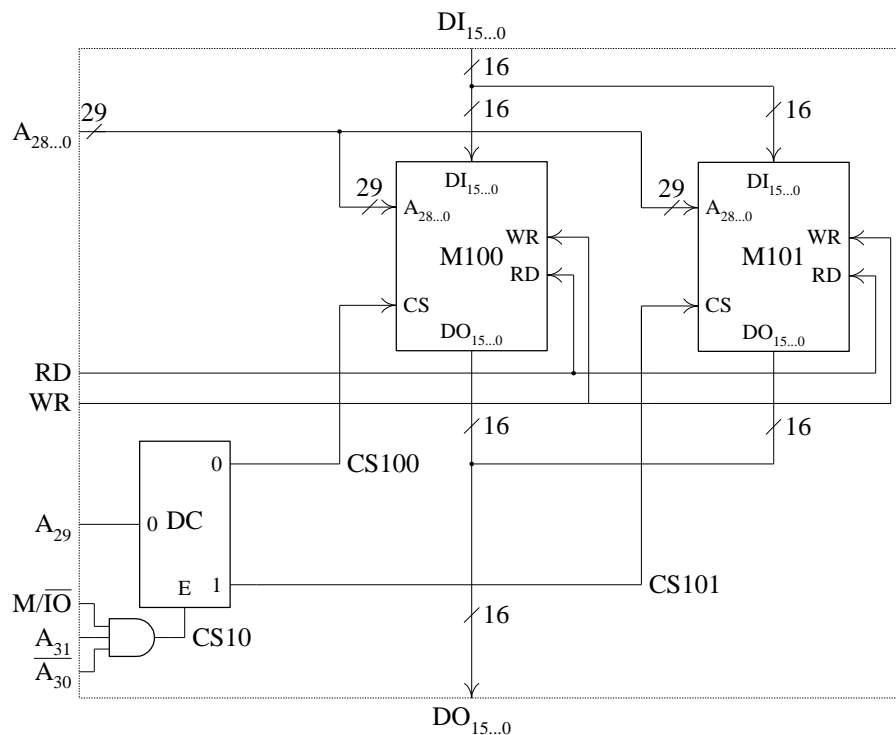 DI15...0
16
16
16
29
A28...0
DI15...0
DI15...0
29
29
A28...0
A28...0
WR
WR
M100
M101
RD
RD
CS
CS
DO15...0
DO15...0
RD
WR
16
16
0
CS100
A29
0 DC
E
1
CS101
M/I̅O̅
16
A31
CS10
A̅30
DO15...0